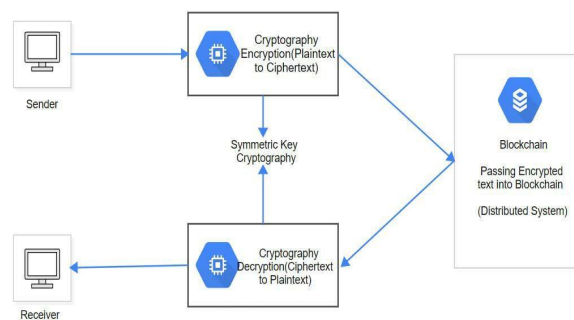 Cryptography
Encryption(Plaintext
to Ciphertext)
Sender
Blockchain
Passing Encrypted
text into Blockchain
(Distributed System)
Symmetric Key
Cryptography
Cryptography
Decryption(Ciphertext
to Plaintext)
Receiver